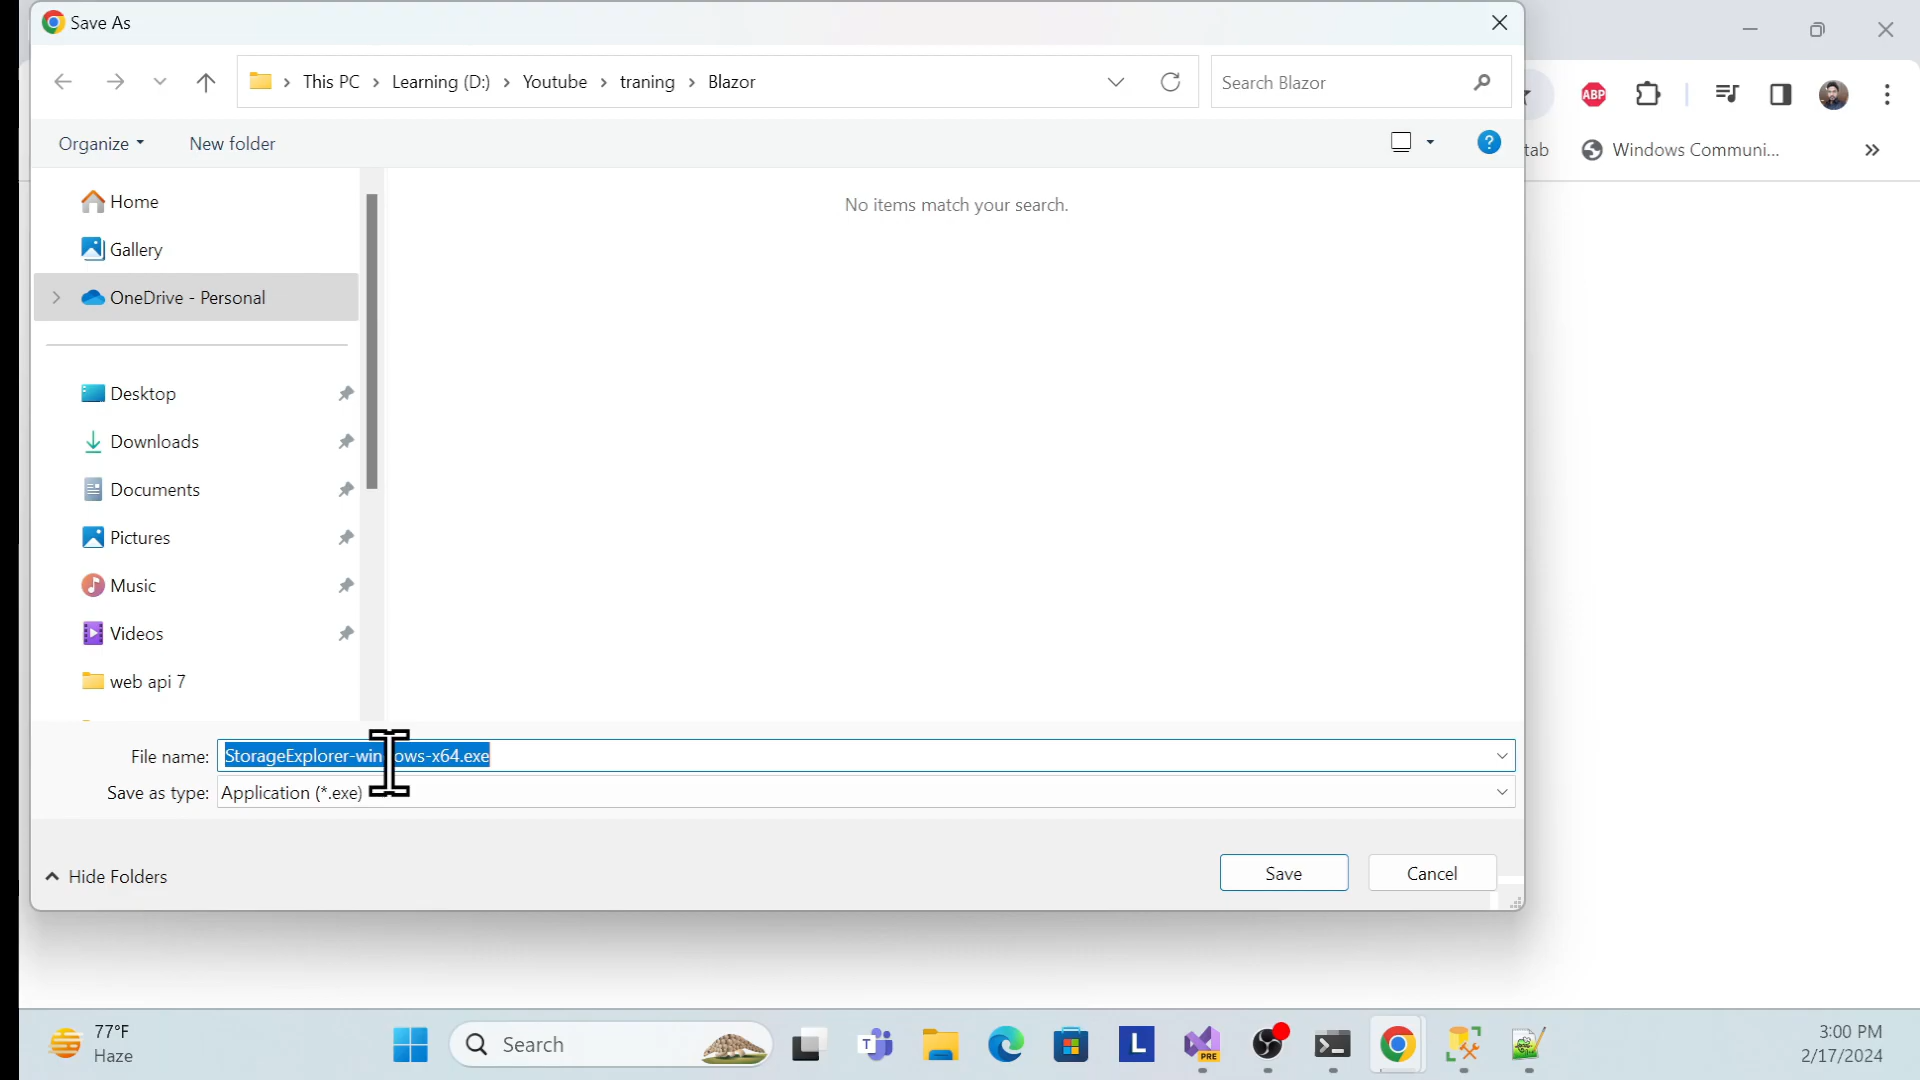 Save As
This PC > Learning (D:) > Youtube > traning > Blazor
Search Blazor
ABP
Organize
New folder
?
tab
Windows Communi...
Home
No items match your search.
Gallery
OneDrive - Personal
Desktop
Downloads
Documents
Pictures
Music
Videos
web api 7
File name: StorageExplorer-windows-x64.exe
Save as type: Application (*.exe)
Hide Folders
Save
Cancel
77°F
Haze
Search
T
L
PRE
3:00 PM
2/17/2024